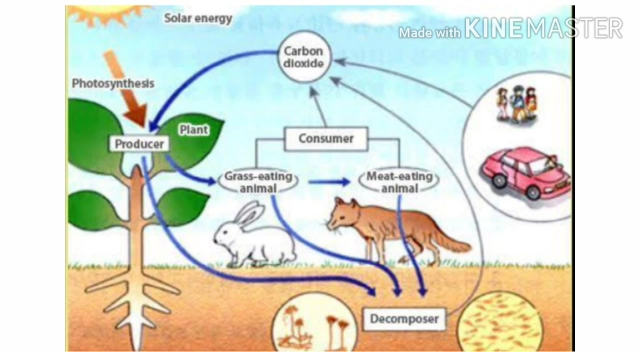 Solar energy
Made with KINEMASTER
Carbon
dioxide
Photosynthesis
Plant
Producer
Consumer
Grass-eating
animal
Meat-eating
animal
Decomposer